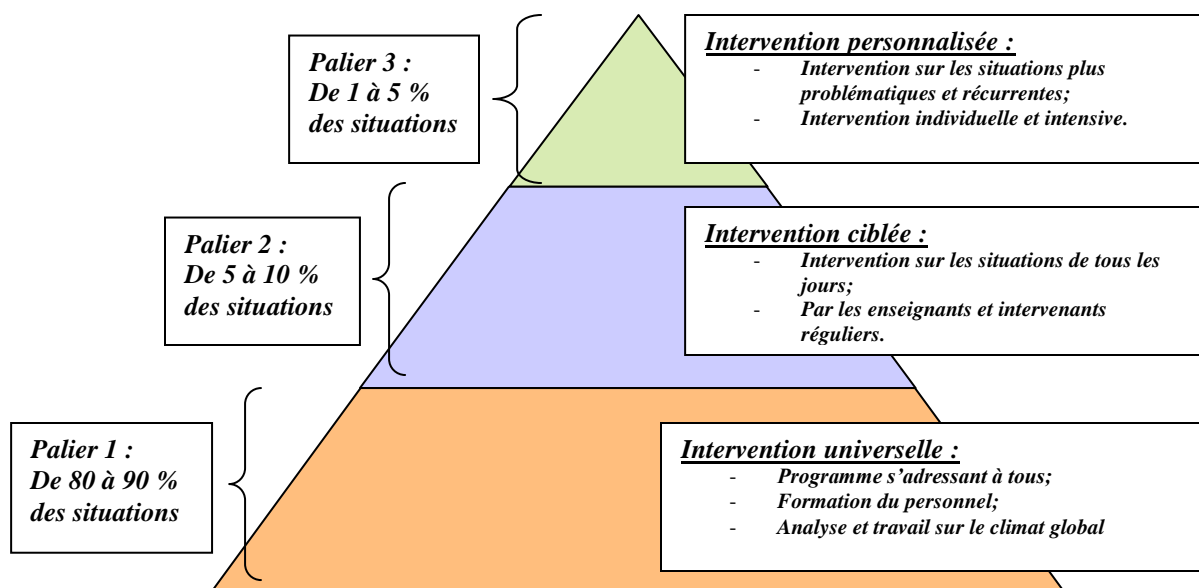 Palier 3 :
De 1 à 5 %
des situations
Intervention personnalisée :
- Intervention sur les situations plus
problématiques et récurrentes;
- Intervention individuelle et intensive.
Palier 2 :
De 5 à 10 %
des situations
Intervention ciblée :
- Intervention sur les situations de tous les
jours;
- Par les enseignants et intervenants
réguliers.
Palier 1 :
De 80 à 90 %
des situations
Intervention universelle :
- Programme s’adressant à tous;
- Formation du personnel;
- Analyse et travail sur le climat global